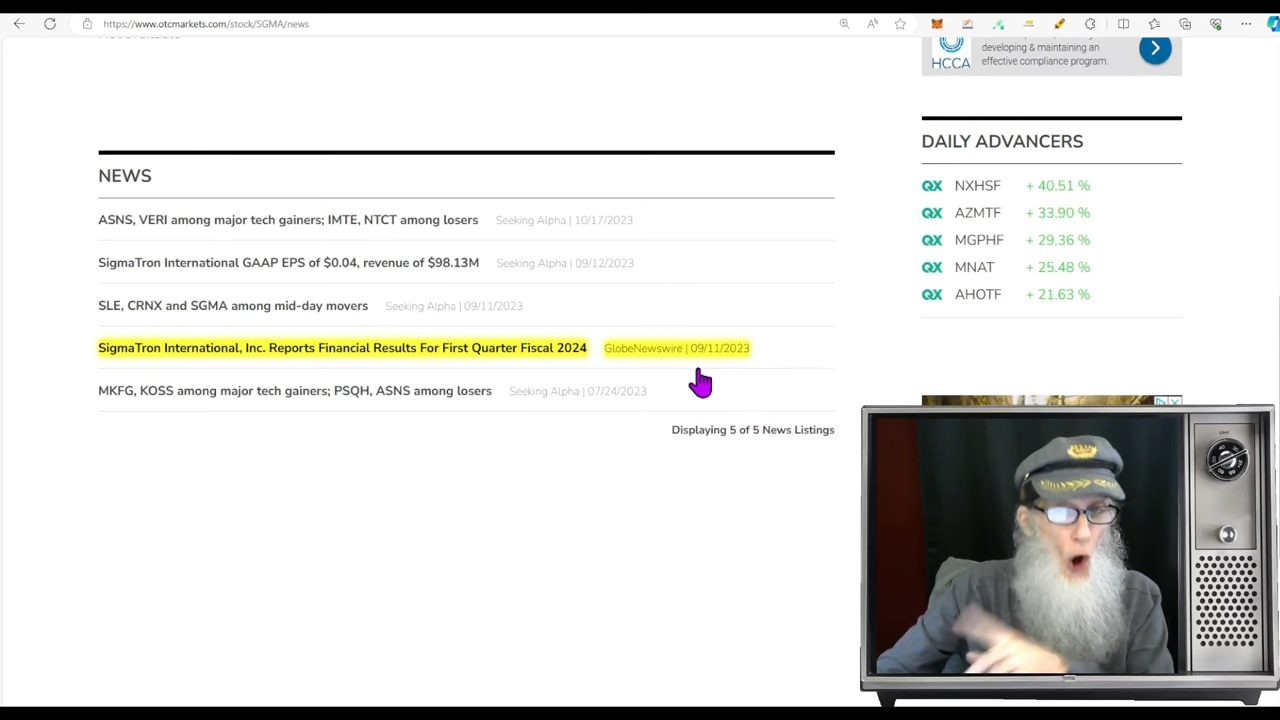 https://www.otcmarkets.com/stock/SGMA/news
HCCA
developing & maintaining an
effective compliance program.
NEWS
ASNS, VERI among major tech gainers; IMTE, NTCT among losers Seeking Alpha | 10/17/2023
SigmaTron International GAAP EPS of $0.04, revenue of $98.13M Seeking Alpha | 09/12/2023
SLE, CRNX and SGMA among mid-day movers Seeking Alpha | 09/11/2023
SigmaTron International, Inc. Reports Financial Results For First Quarter Fiscal 2024 GlobeNewswire | 09/11/2023
MKFG, KOSS among major tech gainers; PSQH, ASNS among losers Seeking Alpha | 07/24/2023
Displaying 5 of 5 News Listings
DAILY ADVANCERS
QX NXHSF + 40.51 %
QX AZMTF + 33.90 %
QX MGPHF + 29.36 %
QX MNAT + 25.48 %
QX AHOTF + 21.63 %
UHF